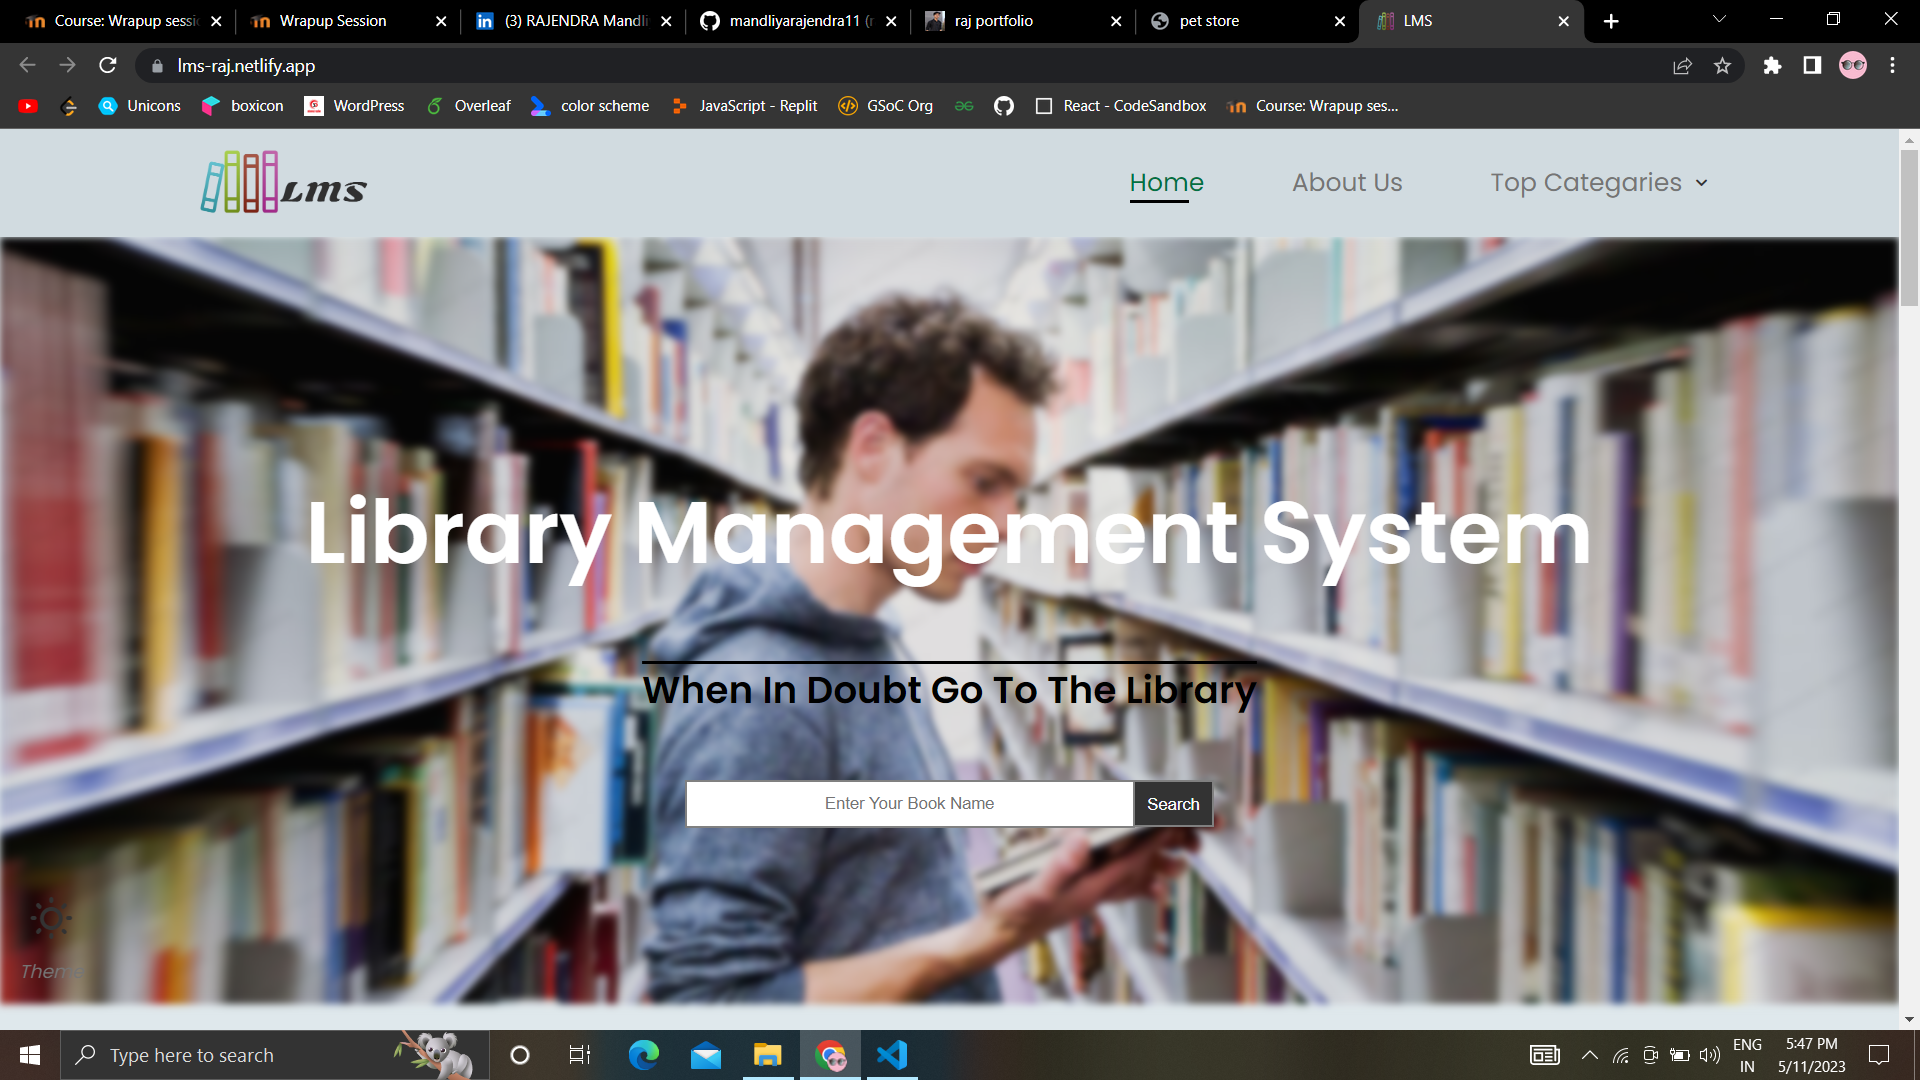 Course: Wrapup sessi
Wrapup Session
(3) RAJENDRA Mandli
mandliyarajendra11 (r
raj portfolio
pet store
LMS
lms-raj.netlify.app
Unicons
boxicon
WordPress
Overleaf
color scheme
JavaScript - Replit
GSoC Org
React - CodeSandbox
Course: Wrapup ses...
LMS
Home
About Us
Top Categaries
Library Management System
When In Doubt Go To The Library
Enter Your Book Name
Search
Theme
Type here to search
ENG
IN
5:47 PM
5/11/2023